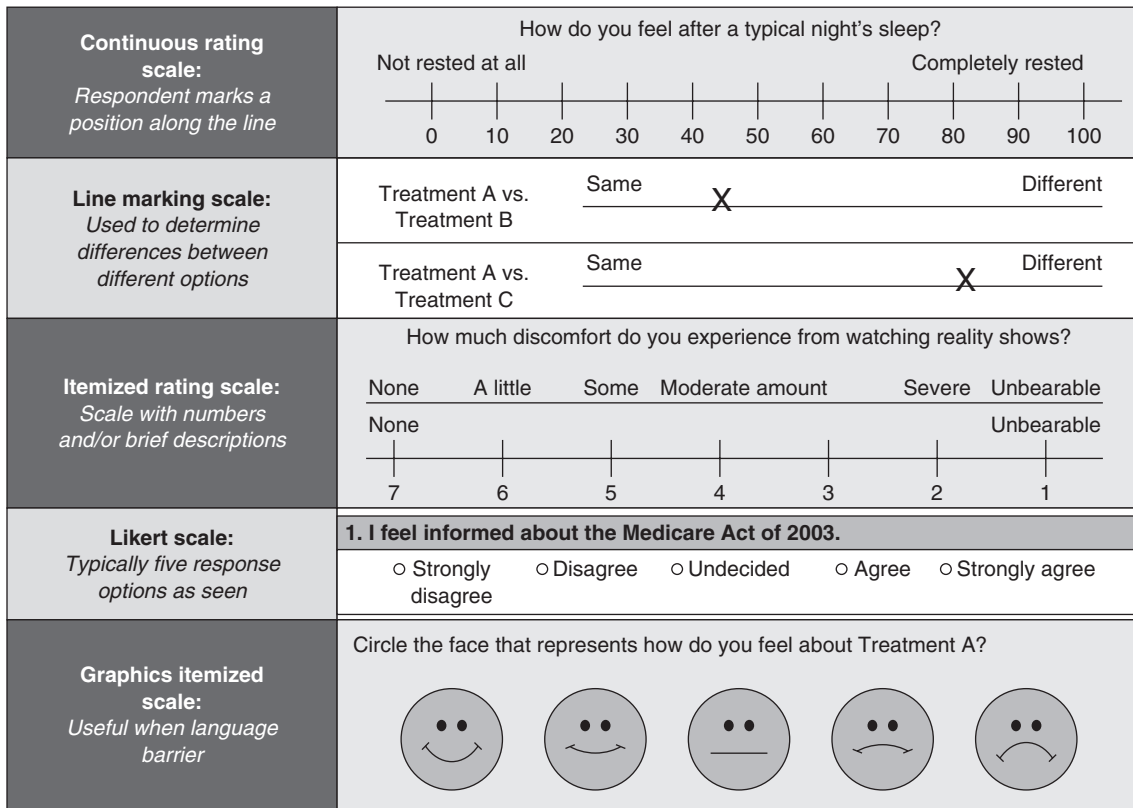 Continuous rating
scale:
Respondent marks a
position along the line
How do you feel after a typical night's sleep?
Not rested at all Completely rested
0 10 20 30 40 50 60 70 80 90 100
Line marking scale:
Used to determine
differences between
different options
Treatment A vs.
Treatment B
Same X Different
Treatment A vs.
Treatment C
Same X Different
Itemized rating scale:
Scale with numbers
and/or brief descriptions
How much discomfort do you experience from watching reality shows?
None A little Some Moderate amount Severe Unbearable
None Unbearable
7 6 5 4 3 2 1
Likert scale:
Typically five response
options as seen
1. I feel informed about the Medicare Act of 2003.
Strongly
disagree
Disagree Undecided Agree Strongly agree
Graphics itemized
scale:
Useful when language
barrier
Circle the face that represents how do you feel about Treatment A?